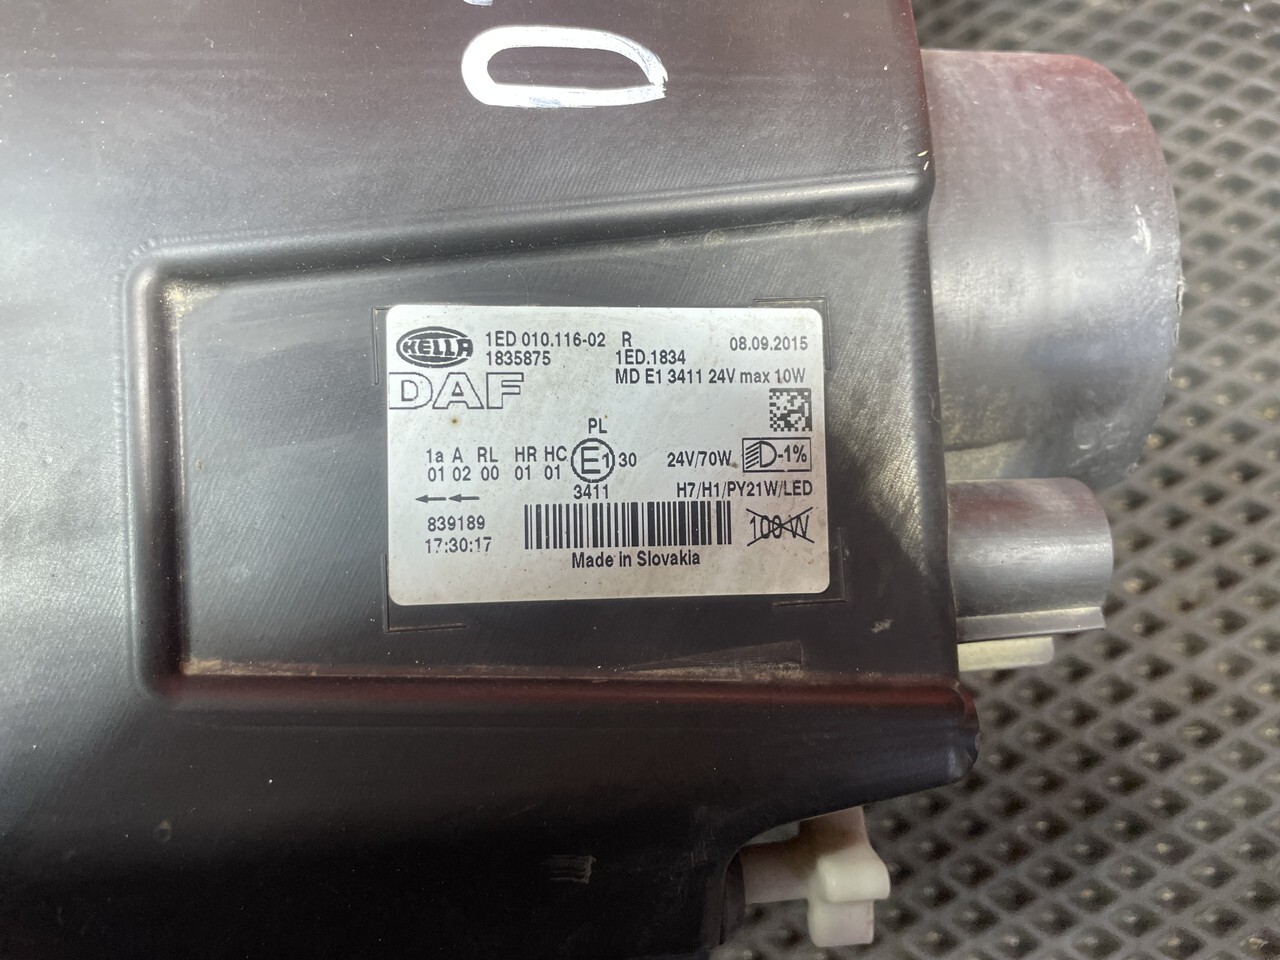 O
HELLA
1ED 010.116-02 R
08.09.2015
1835875
1ED.1834
DAF
MD E1 3411 24V max 10W
PL
1a A RL HR HC
01 02 00 01 01
E1
30
24V/70W
D-1%
3411
H7/H1/PY21W/LED
839189
17:30:17
100 W
Made in Slovakia